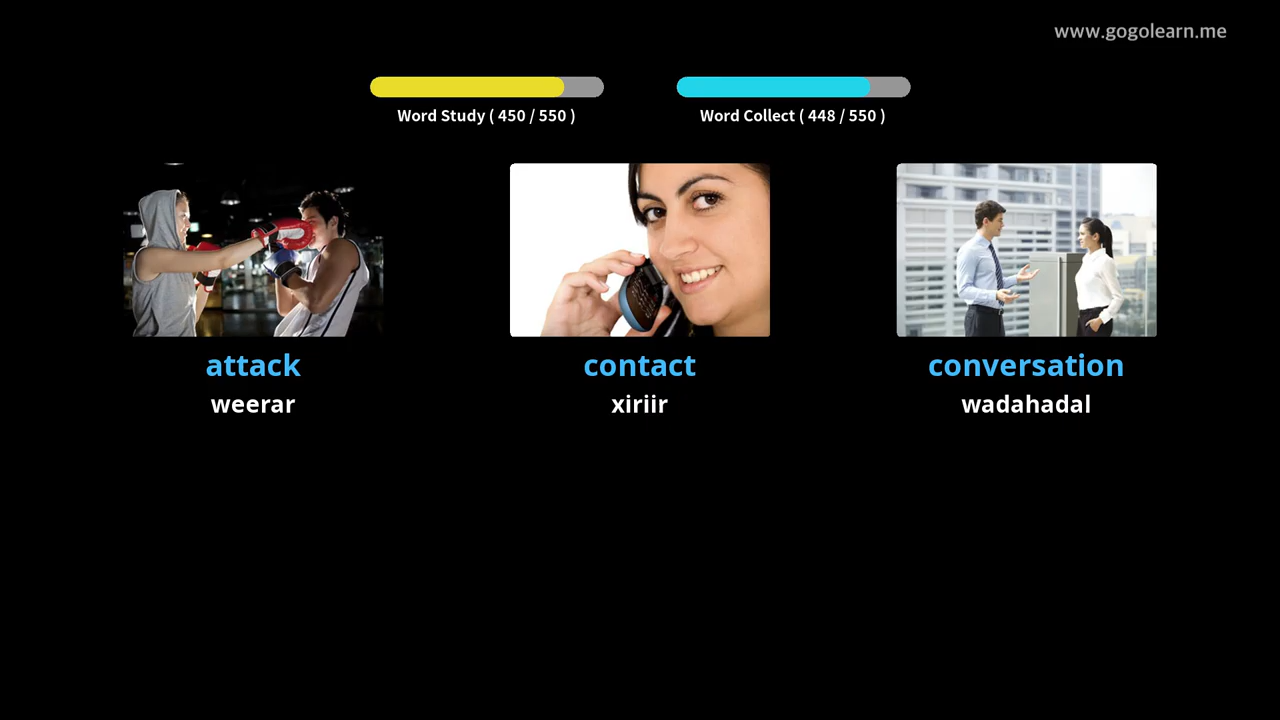 www.gogolearn.me
Word Study ( 450 / 550 )
Word Collect ( 448 / 550 )
attack
contact
conversation
weerar
xiriir
wadahadal